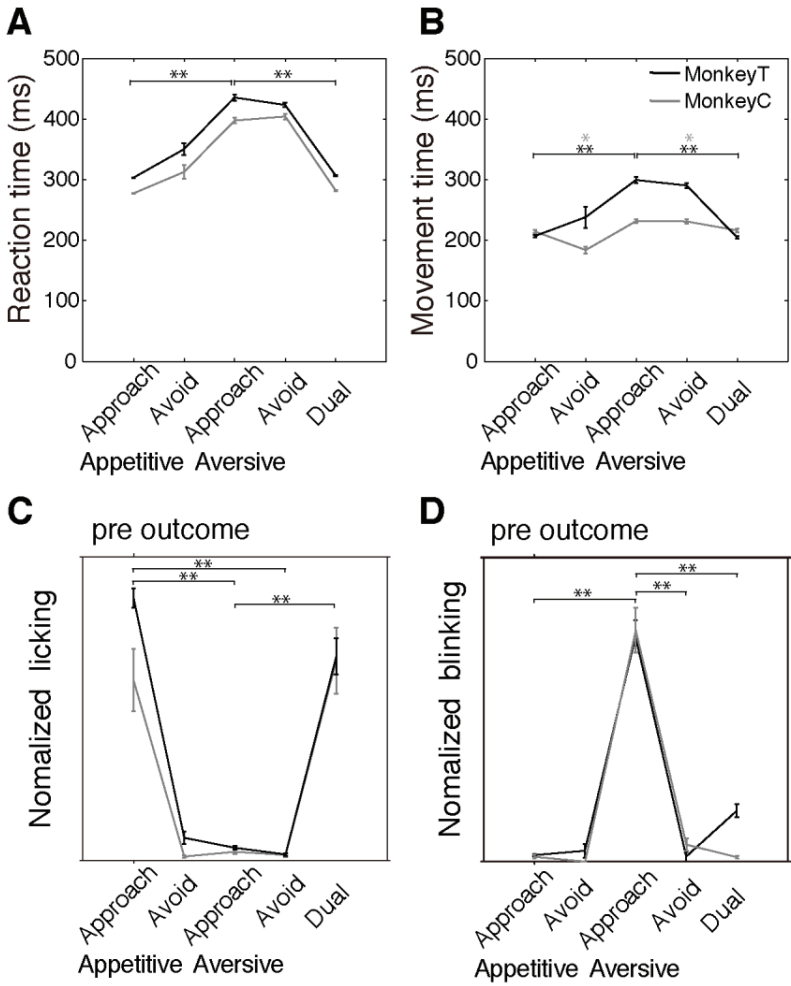 A
Reaction time (ms)
500
400
300
200
100
0
** **
Approach Avoid Approach Avoid Dual
Appetitive Aversive
B
Movement time (ms)
500
400
300
200
100
0
MonkeyT
MonkeyC
* *
** **
Approach Avoid Approach Avoid Dual
Appetitive Aversive
C
pre outcome
Nomalized licking
**
**
**
Approach Avoid Approach Avoid Dual
Appetitive Aversive
D
pre outcome
Nomalized blinking
**
**
**
Approach Avoid Approach Avoid Dual
Appetitive Aversive